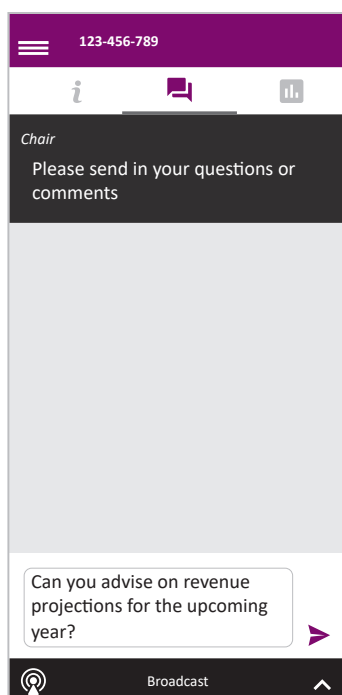 123-456-789
i
Chair
Please send in your questions or
comments
Can you advise on revenue
projections for the upcoming
year?
Broadcast